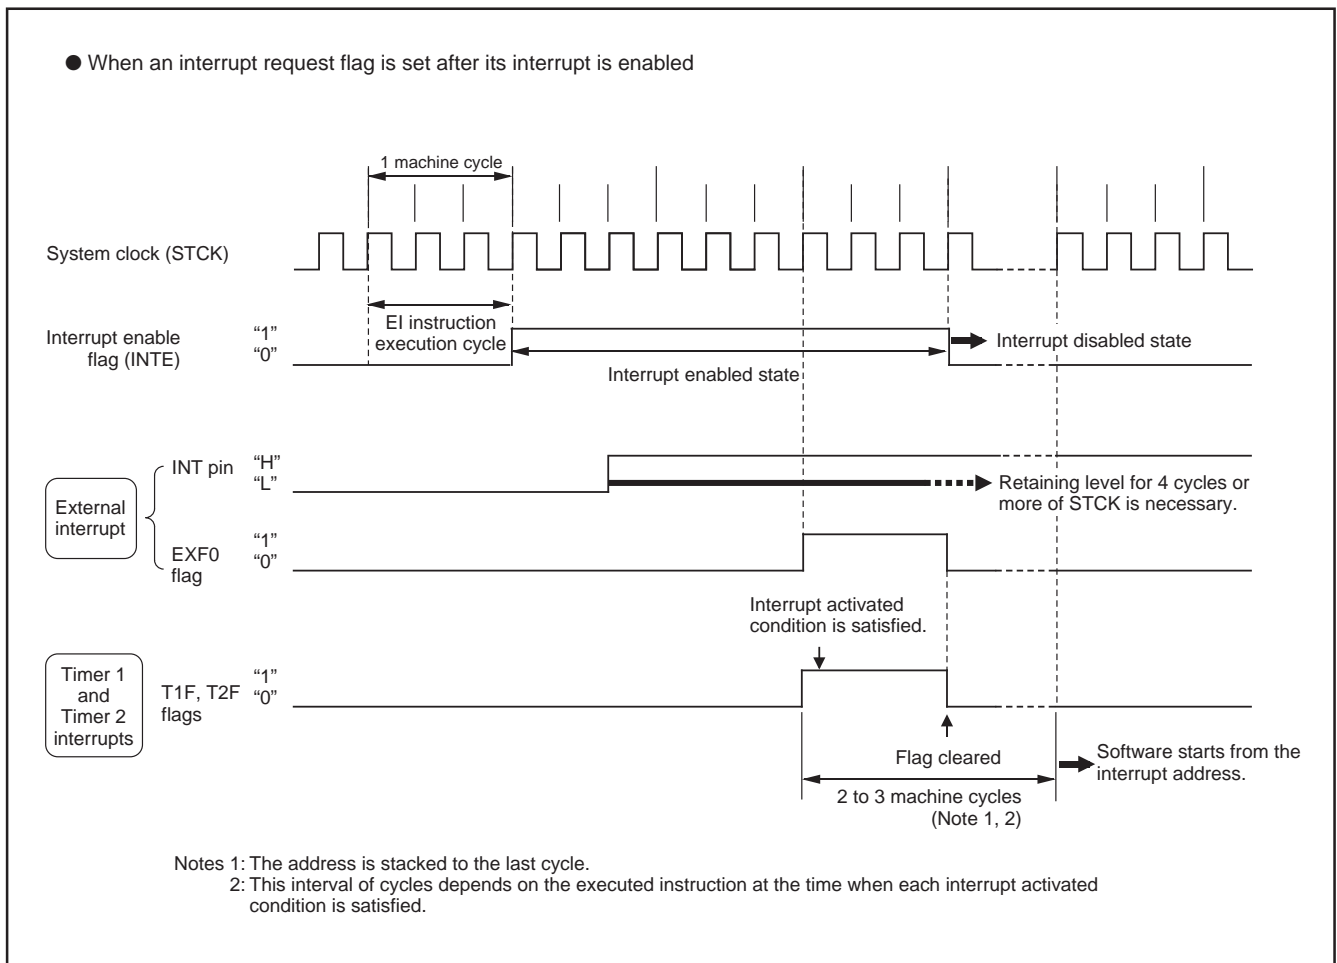 ● When an interrupt request flag is set after its interrupt is enabled
1 machine cycle
System clock (STCK)
EI instruction
execution cycle
Interrupt enable
flag (INTE)
“1”
“0”
Interrupt disabled state
Interrupt enabled state
External
interrupt
INT pin
“H”
“L”
Retaining level for 4 cycles or
more of STCK is necessary.
EXF0
flag
“1”
“0”
Interrupt activated
condition is satisfied.
Timer 1
and
Timer 2
interrupts
T1F, T2F
flags
“1”
“0”
Flag cleared
Software starts from the
interrupt address.
2 to 3 machine cycles
(Note 1, 2)
Notes 1: The address is stacked to the last cycle.
2: This interval of cycles depends on the executed instruction at the time when each interrupt activated
condition is satisfied.